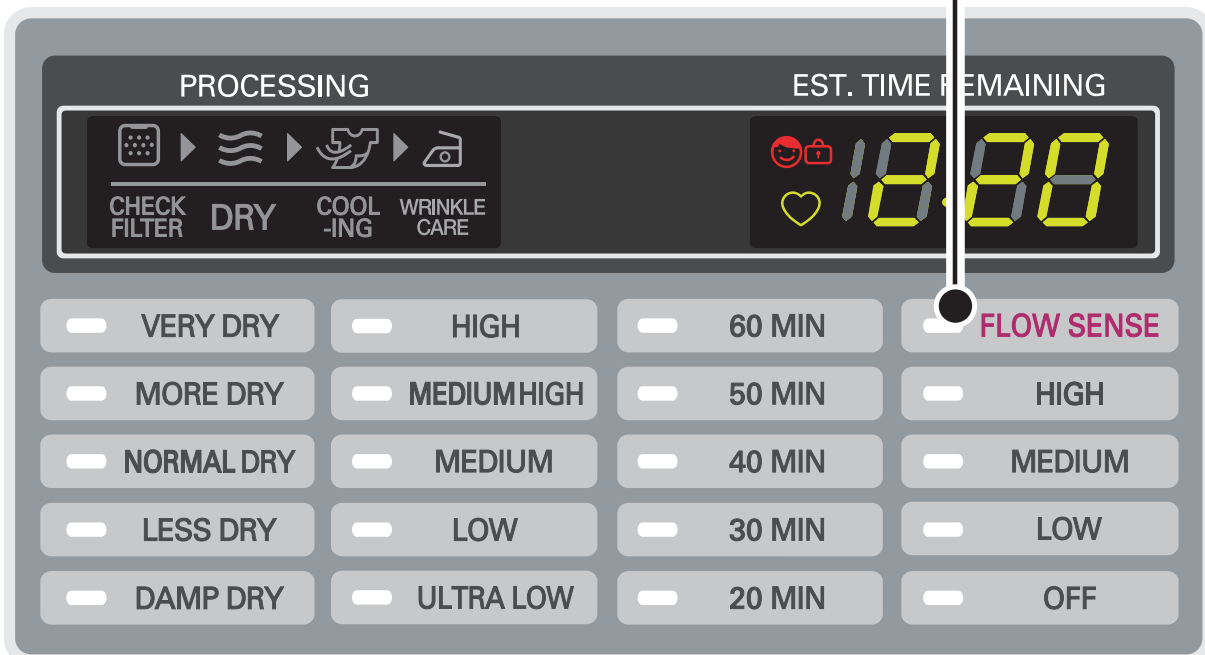 PROCESSING
EST. TIME REMAINING
CHECK FILTER
DRY
COOL
-ING
WRINKLE
CARE
2:20
VERY DRY HIGH 60 MIN FLOW SENSE
MORE DRY MEDIUM HIGH 50 MIN HIGH
NORMAL DRY MEDIUM 40 MIN MEDIUM
LESS DRY LOW 30 MIN LOW
DAMP DRY ULTRA LOW 20 MIN OFF